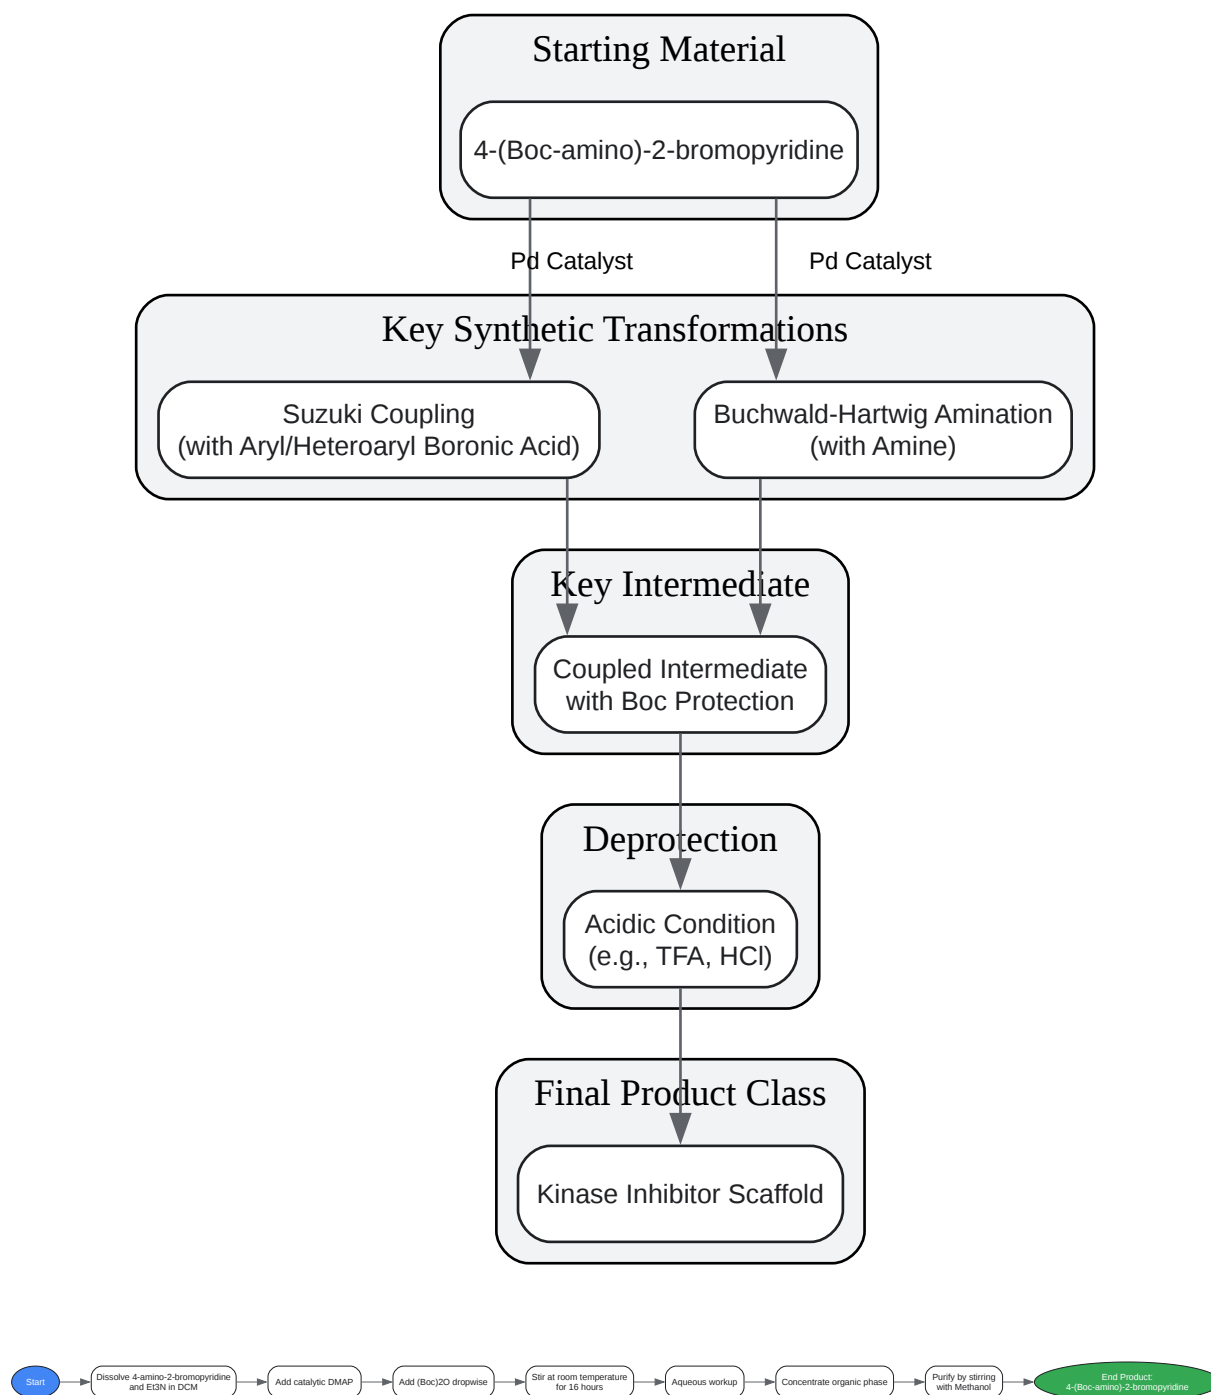 Starting Material
4-(Boc-amino)-2-bromopyridine
Pd Catalyst
Pd Catalyst
Key Synthetic Transformations
Suzuki Coupling
(with Aryl/Heteroaryl Boronic Acid)
Buchwald-Hartwig Amination
(with Amine)
Key Intermediate
Coupled Intermediate
with Boc Protection
Deprotection
Acidic Condition
(e.g., TFA, HCl)
Final Product Class
Kinase Inhibitor Scaffold
Start
Dissolve 4-amino-2-bromopyridine
and Et3N in DCM
Add catalytic DMAP
Add (Boc)2O dropwise
Stir at room temperature
for 16 hours
Aqueous workup
Concentrate organic phase
Purify by stirring
with Methanol
End Product:
4-(Boc-amino)-2-bromopyridine